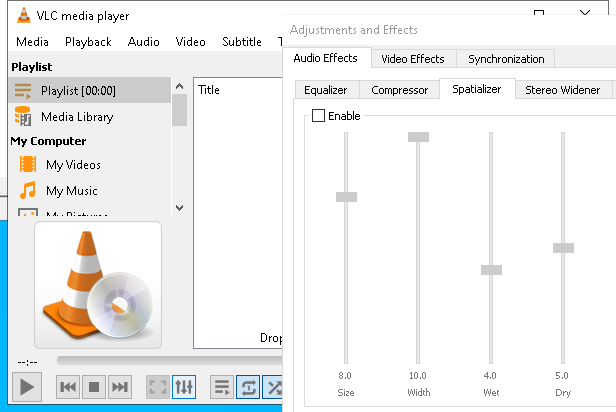 VLC media player
Media Playback Audio Video Subtitle
Playlist
Playlist [00:00]
Media Library
My Computer
My Videos
My Music
My Pictures
Title
Drop
--:--
Adjustments and Effects
Audio Effects Video Effects Synchronization
Equalizer Compressor Spatializer Stereo Widener
Enable
8.0 10.0 4.0 5.0
Size Width Wet Dry